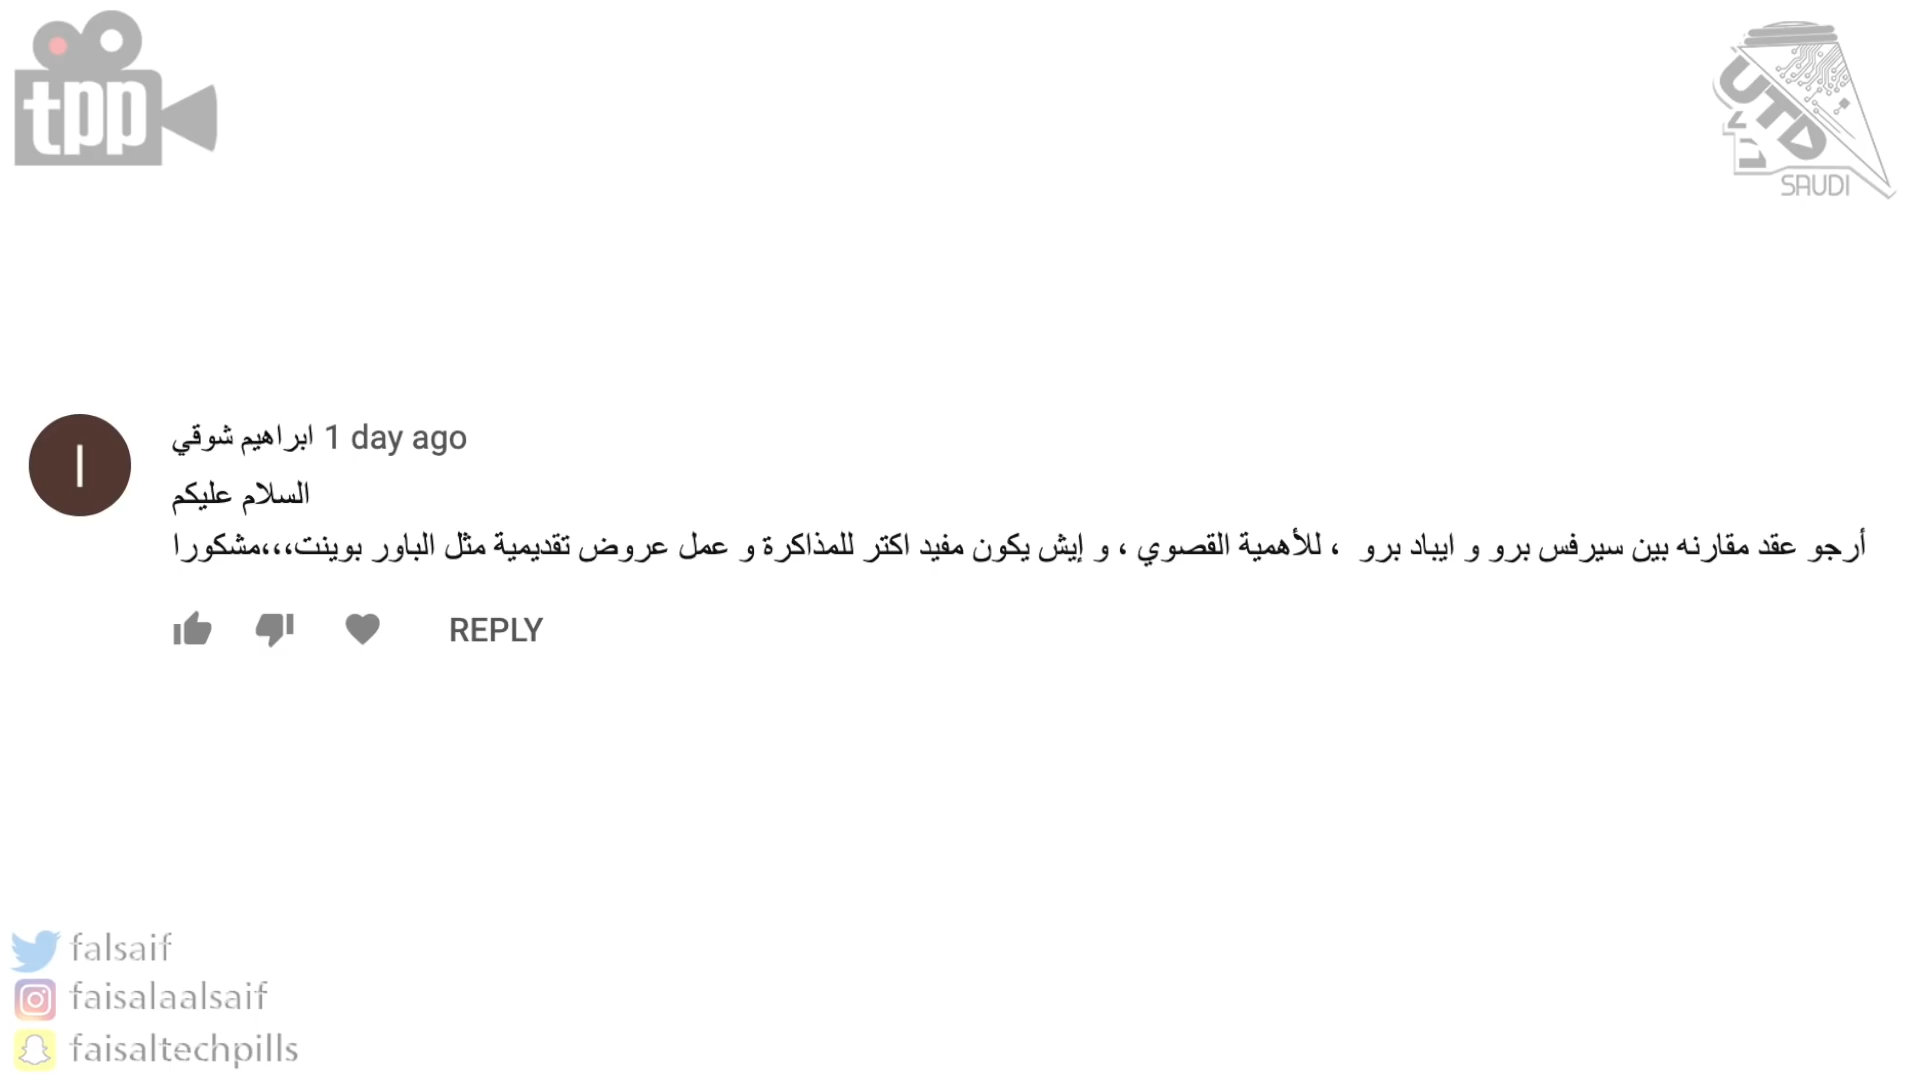 tpp
UTD
SAUDI
ابراهيم شوقي 1 day ago
السلام عليكم
أرجو عقد مقارنه بين سيرفس برو و ايباد برو ، للأهمية القصوي ، و إيش يكون مفيد اكتر للمذاكرة و عمل عروض تقديمية مثل الباور بوينت،،،مشكورا
REPLY
falsaif
faisalaalsaif
faisaltechpills